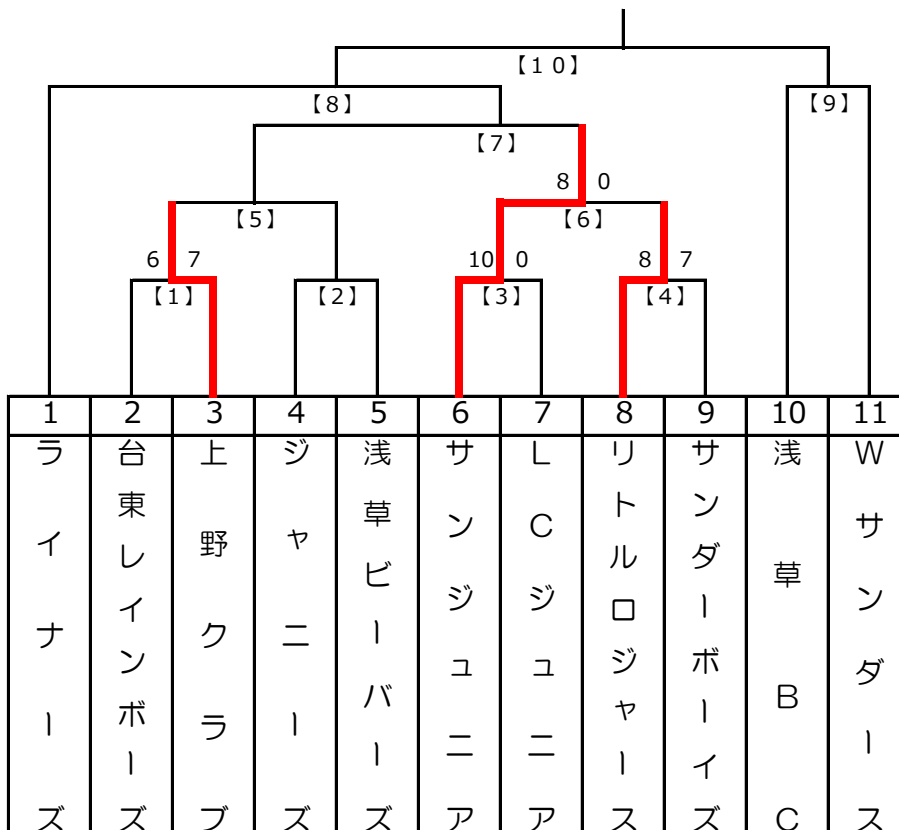 【10】
【8】
【9】
【7】
8 0
【5】
【6】
6 7
10 0
8 7
【1】
【2】
【3】
【4】
1 2 3 4 5 6 7 8 9 10 11
ライナーズ
台東レインボーズ
上野クラブ
ジャニーズ
浅草ビーバーズ
サンジュニア
LCジュニア
リトルロジャース
サンダーボーイズ
浅草BC
Wサンダース